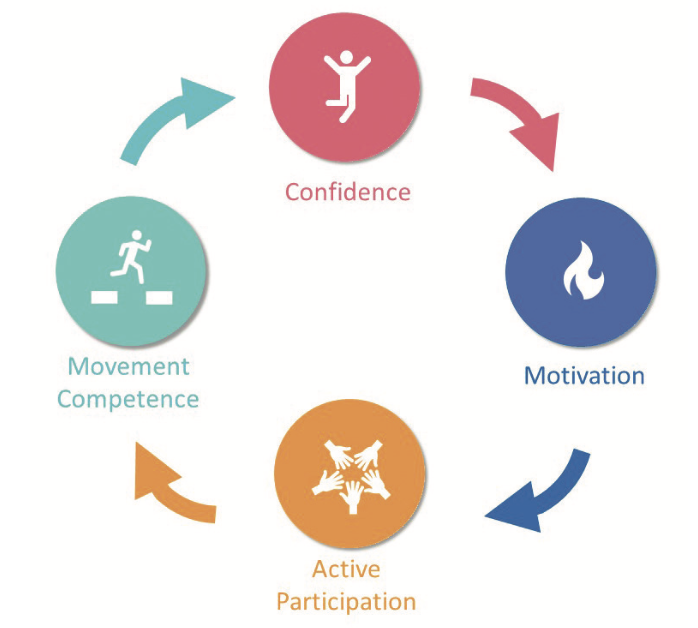 Confidence
Motivation
Movement
Competence
Active
Participation